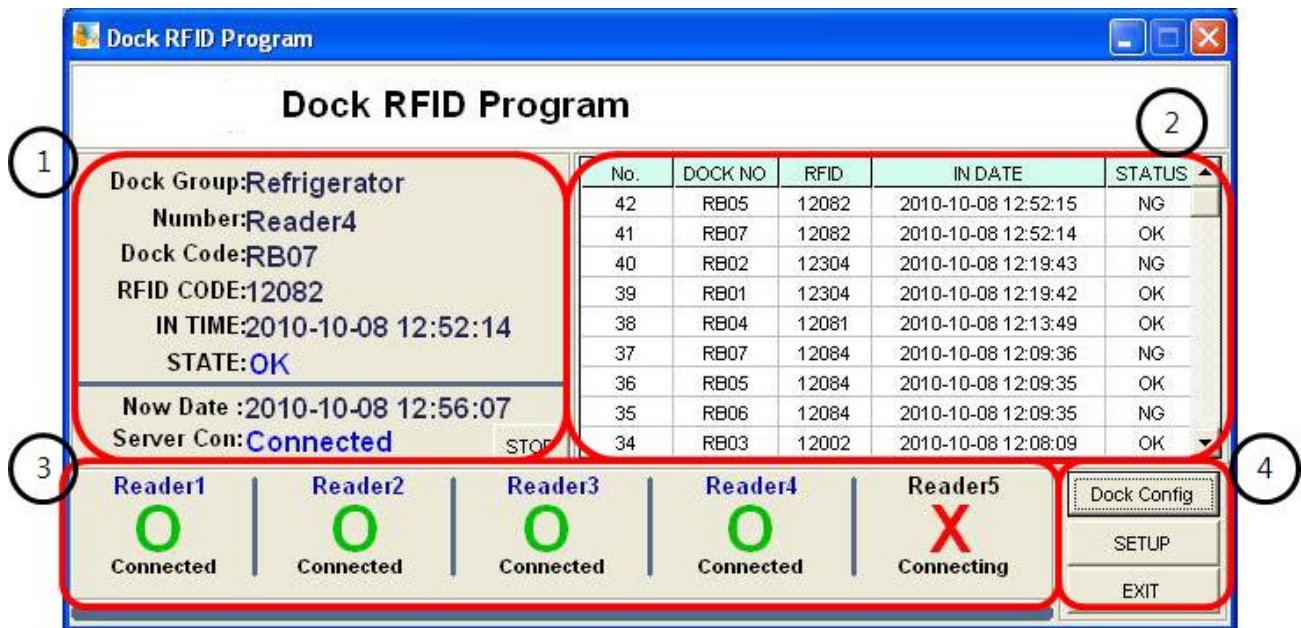 Dock RFID Program
Dock RFID Program
1
2
Dock Group:Refrigerator
Number:Reader4
Dock Code:RB07
RFID CODE:12082
IN TIME:2010-10-08 12:52:14
STATE:OK
Now Date :2010-10-08 12:56:07
Server Con:Connected
STOP
No. DOCK NO RFID IN DATE STATUS
42 RB05 12082 2010-10-08 12:52:15 NG
41 RB07 12082 2010-10-08 12:52:14 OK
40 RB02 12304 2010-10-08 12:19:43 NG
39 RB01 12304 2010-10-08 12:19:42 OK
38 RB04 12081 2010-10-08 12:13:49 OK
37 RB07 12084 2010-10-08 12:09:36 NG
36 RB05 12084 2010-10-08 12:09:35 OK
35 RB06 12084 2010-10-08 12:09:35 NG
34 RB03 12002 2010-10-08 12:08:09 OK
3
4
Reader1 Reader2 Reader3 Reader4 Reader5
O O O O X
Connected Connected Connected Connected Connecting
Dock Config
SETUP
EXIT